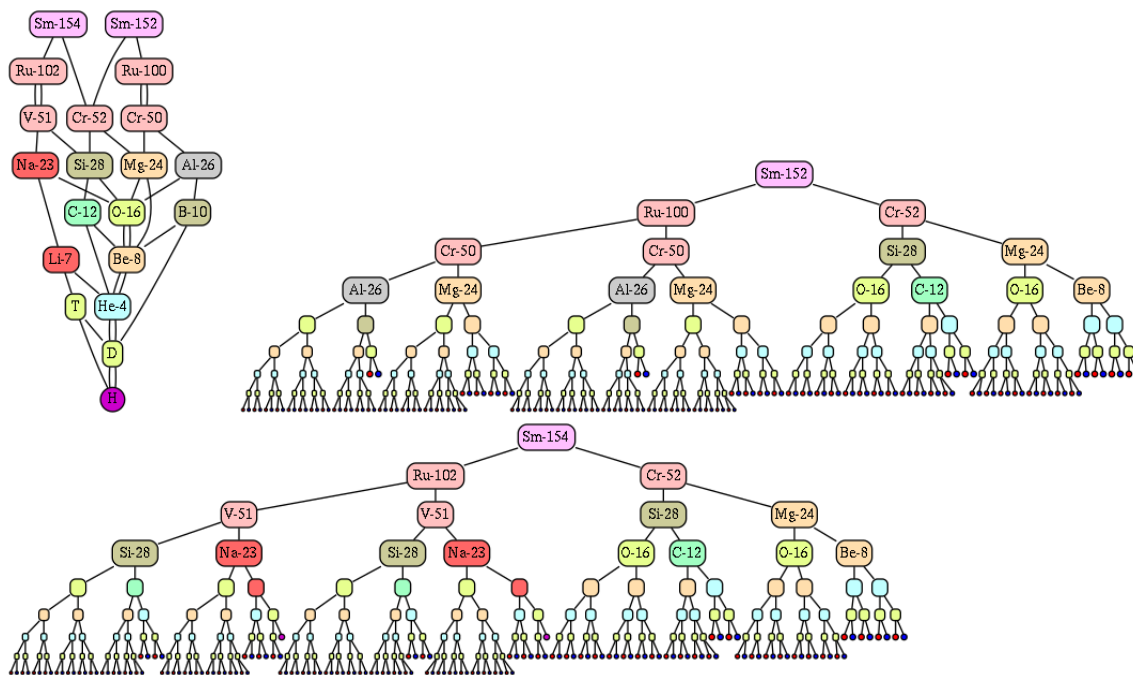 Sm-154 Sm-152
Ru-102 Ru-100
V-51 Cr-52 Cr-50
Na-23 Si-28 Mg-24 Al-26
C-12 O-16 B-10
Li-7 Be-8
T He-4
D
H
Sm-152
Ru-100 Cr-52
Cr-50 Cr-50 Si-28 Mg-24
Al-26 Mg-24 Al-26 Mg-24 O-16 C-12 O-16 Be-8
Sm-154
Ru-102 Cr-52
V-51 V-51 Si-28 Mg-24
Si-28 Na-23 Si-28 Na-23 O-16 C-12 O-16 Be-8